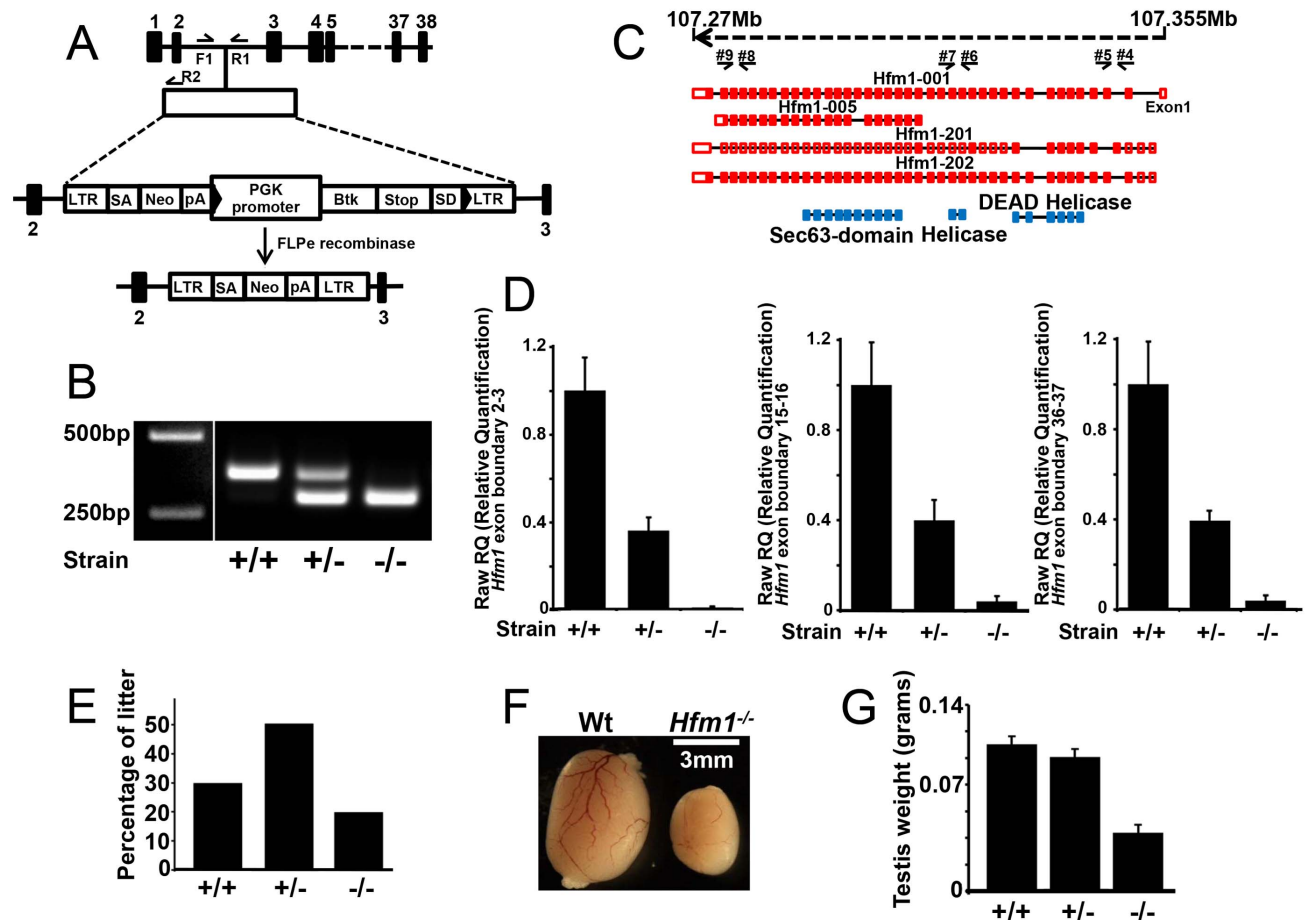 A
1 2 3 4 5 37 38
F1 R1
R2
LTR SA Neo pA PGK promoter Btk Stop SD LTR
2 3
FLPe recombinase
LTR SA Neo pA LTR
2 3
B
500bp
250bp
Strain +/+ +/- -/-
C
107.27Mb 107.355Mb
#9 #8 #7 #6 #5 #4
Hfm1-001
Exon1
Hfm1-005
Hfm1-201
Hfm1-202
DEAD Helicase
Sec63-domain Helicase
D
Raw RQ (Relative Quantification)
Hfm1 exon boundary 2-3
1.2
1.0
0.4
0
Strain +/+ +/- -/-
Raw RQ (Relative Quantification)
Hfm1 exon boundary 15-16
1.2
1.0
0.4
0
Strain +/+ +/- -/-
Raw RQ (Relative Quantification)
Hfm1 exon boundary 36-37
1.2
1.0
0.4
0
Strain +/+ +/- -/-
E
Percentage of litter
50
40
30
20
10
0
+/+ +/- -/-
F
Wt Hfm1-/-
3mm
G
Testis weight (grams)
0.14
0.07
0
+/+ +/- -/-